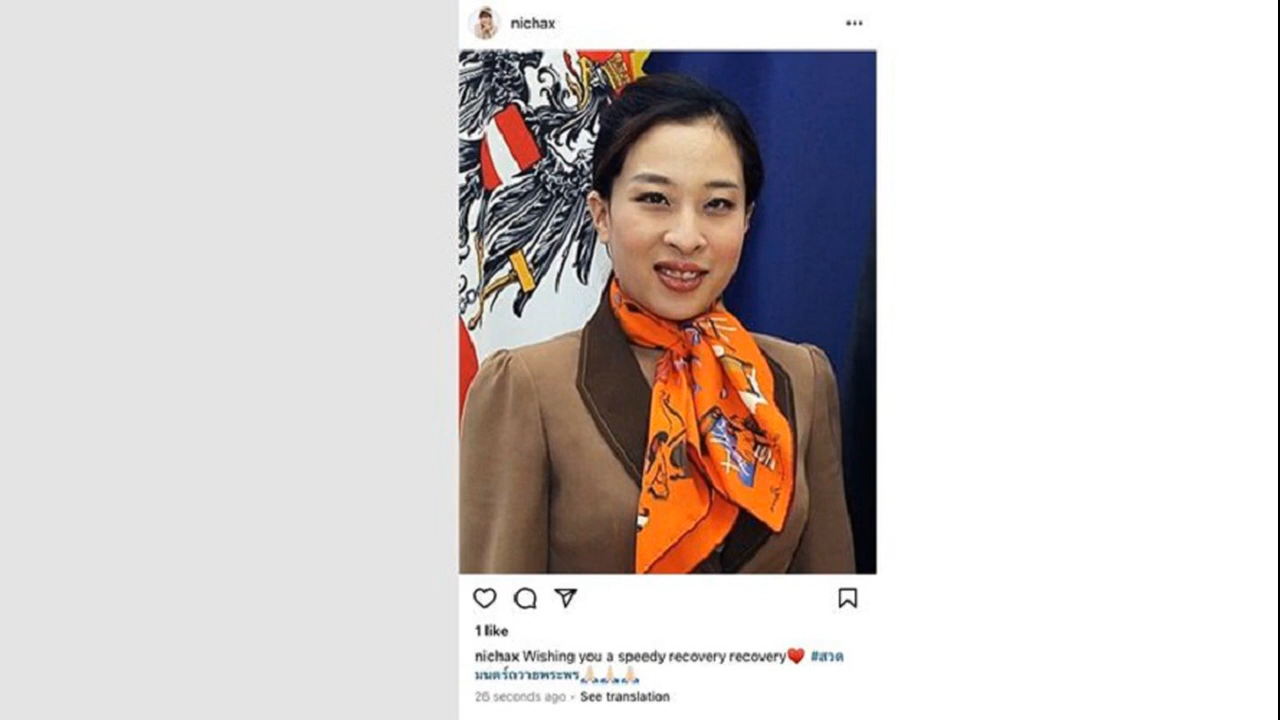 nichax
1 like
nichax Wishing you a speedy recovery recovery❤️ #สวด
มนตร์ถวายพระพร🙏🏻🙏🏻🙏🏻
26 seconds ago • See translation